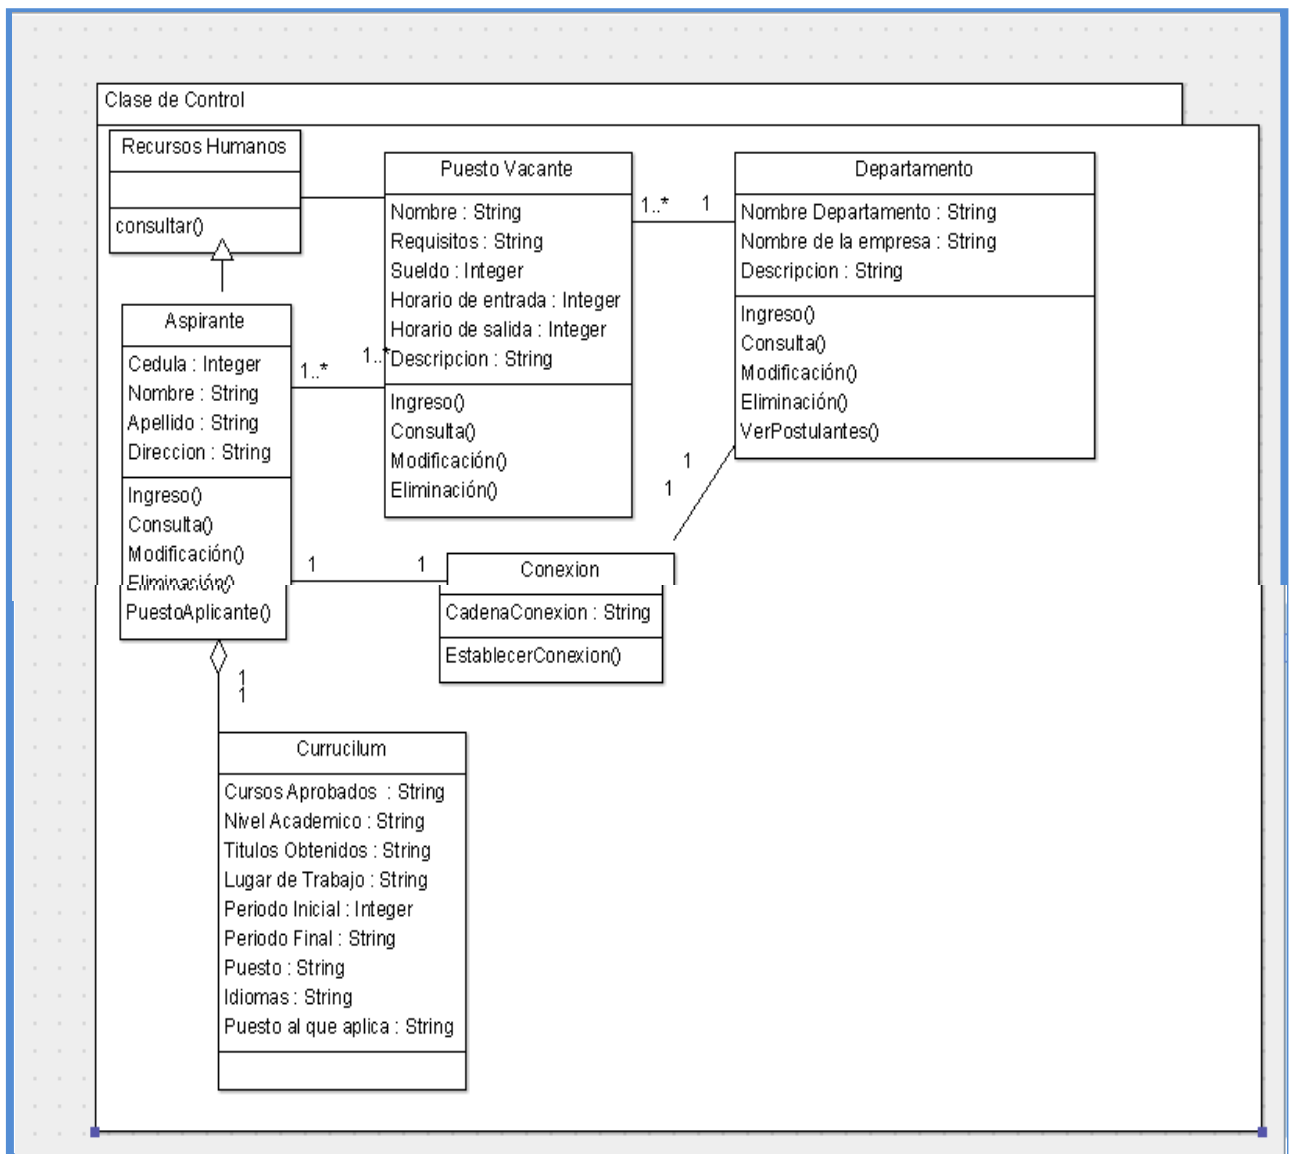 Clase de Control
Recursos Humanos
consultar()
Puesto Vacante
Nombre : String
Requisitos : String
Sueldo : Integer
Horario de entrada : Integer
Horario de salida : Integer
Descripcion : String
Ingreso()
Consulta()
Modificación()
Eliminación()
1..*
1
Departamento
Nombre Departamento : String
Nombre de la empresa : String
Descripcion : String
Ingreso()
Consulta()
Modificación()
Eliminación()
VerPostulantes()
Aspirante
Cedula : Integer
Nombre : String
Apellido : String
Direccion : String
Ingreso()
Consulta()
Modificación()
Eliminación()
PuestoAplicante()
1..*
1..*
1
1
1
1
Conexion
CadenaConexion : String
EstablecerConexion()
1
1
Currucilum
Cursos Aprobados : String
Nivel Academico : String
Titulos Obtenidos : String
Lugar de Trabajo : String
Periodo Inicial : Integer
Periodo Final : String
Puesto : String
Idiomas : String
Puesto al que aplica : String